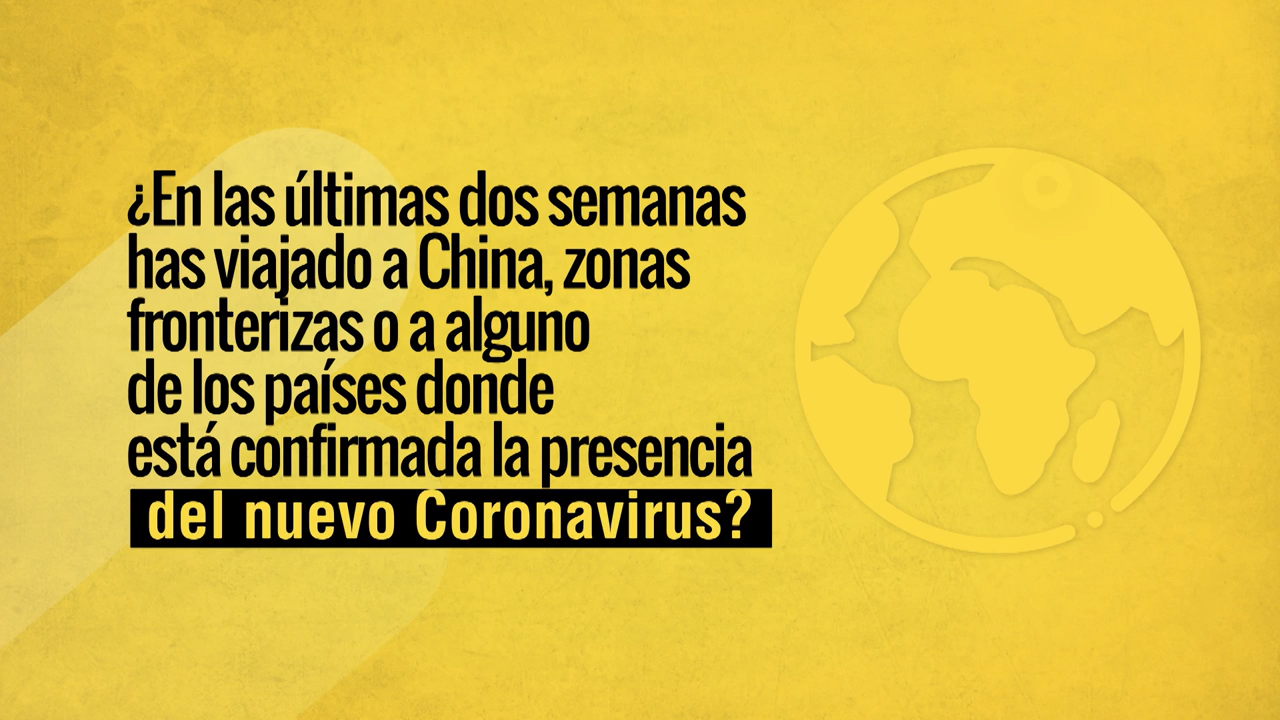 ¿En las últimas dos semanas
has viajado a China, zonas
fronterizas o a alguno
de los países donde
está confirmada la presencia
del nuevo Coronavirus?